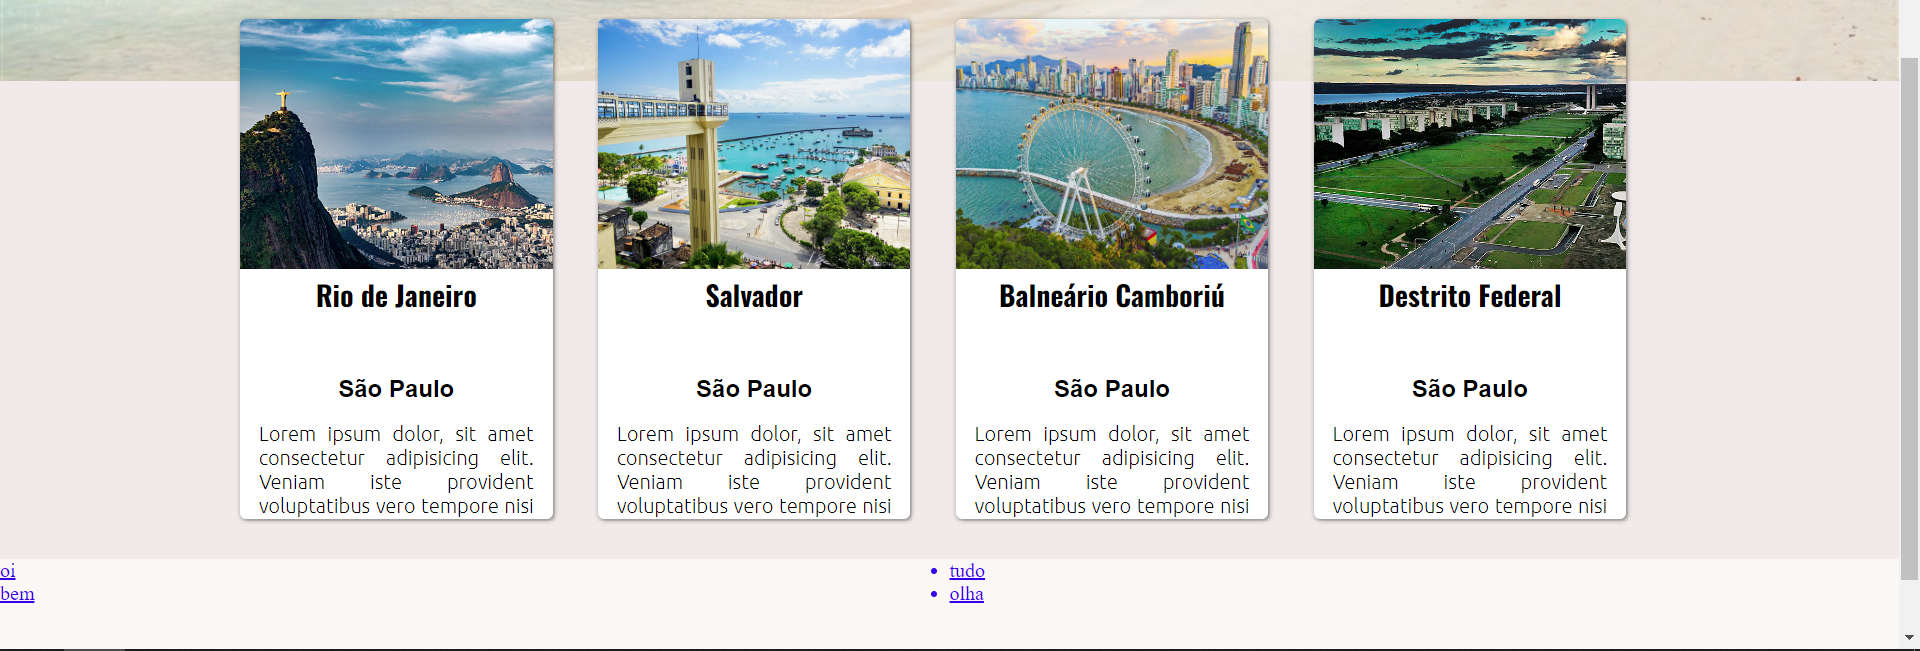 Rio de Janeiro
São Paulo
Lorem ipsum dolor, sit amet
consectetur adipisicing elit.
Veniam iste provident
voluptatibus vero tempore nisi
Salvador
São Paulo
Lorem ipsum dolor, sit amet
consectetur adipisicing elit.
Veniam iste provident
voluptatibus vero tempore nisi
Balneário Camboriú
São Paulo
Lorem ipsum dolor, sit amet
consectetur adipisicing elit.
Veniam iste provident
voluptatibus vero tempore nisi
Destrito Federal
São Paulo
Lorem ipsum dolor, sit amet
consectetur adipisicing elit.
Veniam iste provident
voluptatibus vero tempore nisi
oi
tudo
bem
olha